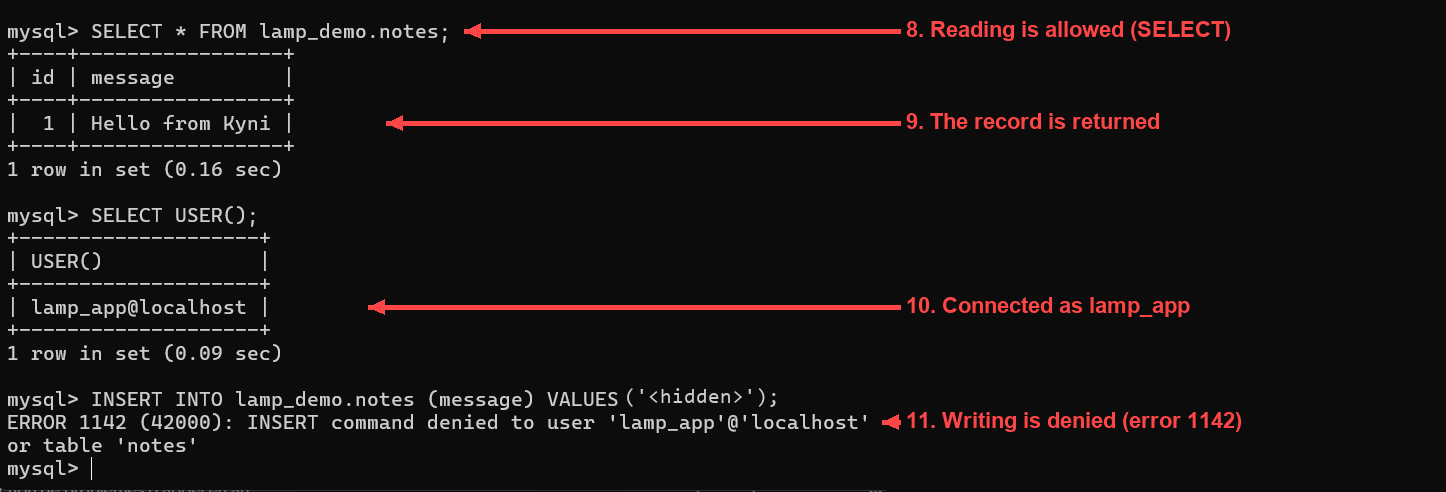 mysql> SELECT * FROM lamp_demo.notes; 8. Reading is allowed (SELECT)
+----+-----------------+
| id | message         |
+----+-----------------+
|  1 | Hello from Kyni | 9. The record is returned
+----+-----------------+
1 row in set (0.16 sec)
mysql> SELECT USER();
+--------------------+
| USER()             |
+--------------------+
| lamp_app@localhost | 10. Connected as lamp_app
+--------------------+
1 row in set (0.09 sec)
mysql> INSERT INTO lamp_demo.notes (message) VALUES ('<hidden>');
ERROR 1142 (42000): INSERT command denied to user 'lamp_app'@'localhost' 11. Writing is denied (error 1142)
or table 'notes'
mysql>